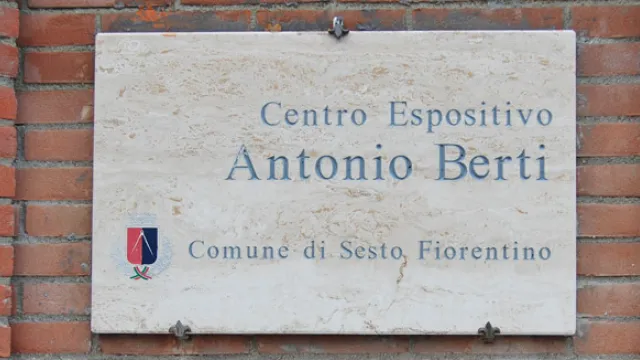 Centro Espositivo
Antonio Berti
Comune di Sesto Fiorentino